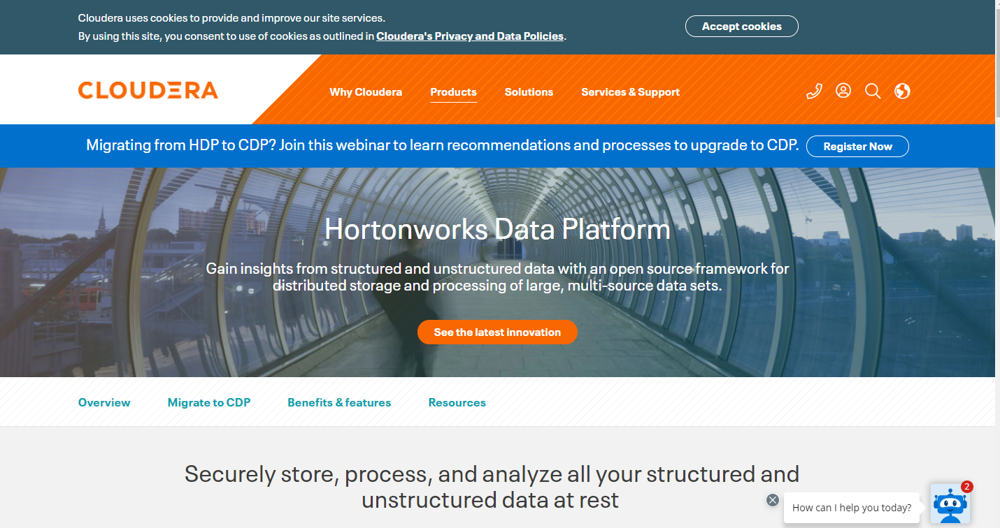 Cloudera uses cookies to provide and improve our site services.
By using this site, you consent to use of cookies as outlined in Cloudera's Privacy and Data Policies.
Accept cookies
CLOUDERA
Why Cloudera
Products
Solutions
Services & Support
Migrating from HDP to CDP? Join this webinar to learn recommendations and processes to upgrade to CDP.
Register Now
Hortonworks Data Platform
Gain insights from structured and unstructured data with an open source framework for
distributed storage and processing of large, multi-source data sets.
See the latest innovation
Overview
Migrate to CDP
Benefits & features
Resources
Securely store, process, and analyze all your structured and
unstructured data at rest
How can I help you today?
2